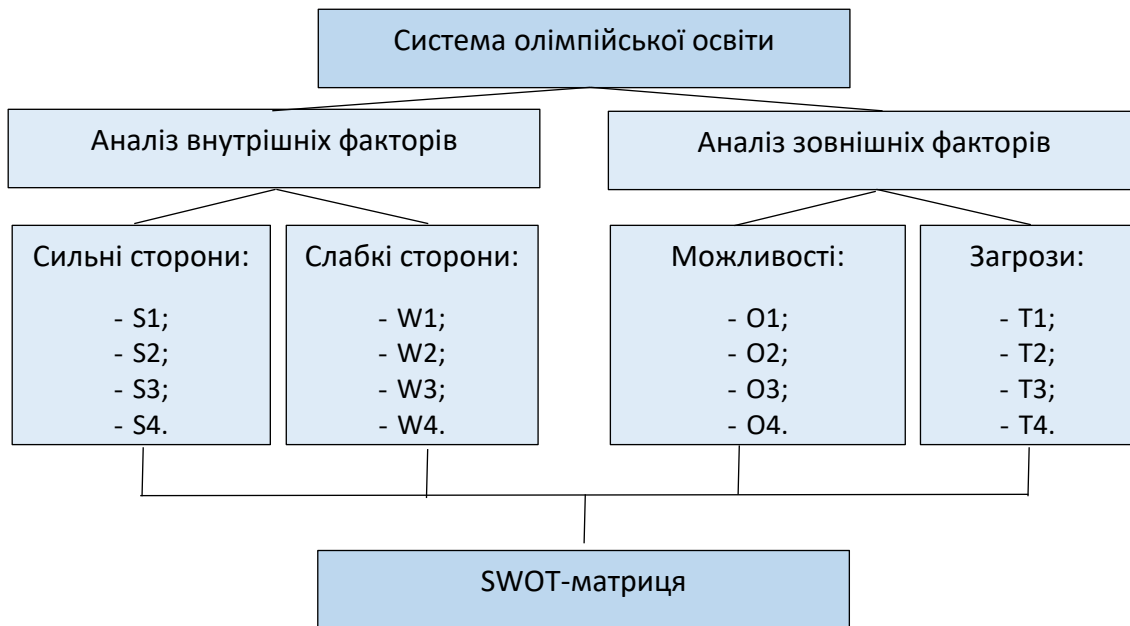 Система олімпійської освіти
Аналіз внутрішніх факторів
Аналіз зовнішніх факторів
Сильні сторони:
- S1;
- S2;
- S3;
- S4.
Слабкі сторони:
- W1;
- W2;
- W3;
- W4.
Можливості:
- O1;
- O2;
- O3;
- O4.
Загрози:
- T1;
- T2;
- T3;
- T4.
SWOT-матриця